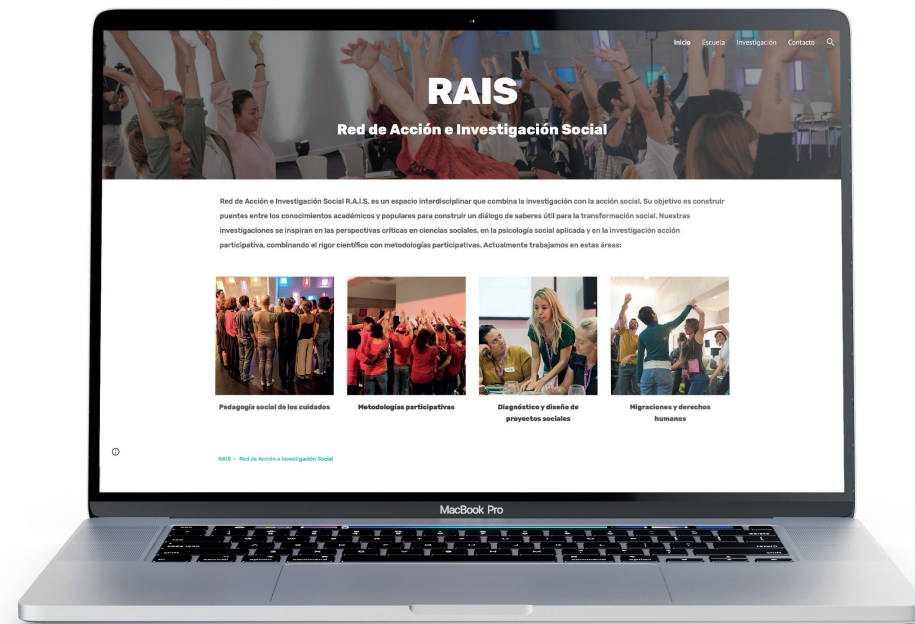 Inicio Escuela Investigación Contacto
RAIS
Red de Acción e Investigación Social
Red de Acción e Investigación Social R.A.I.S. es un espacio interdisciplinar que combina la investigación con la acción social. Su objetivo es construir
puentes entre los conocimientos académicos y populares para construir un diálogo de saberes útil para la transformación social. Nuestras
investigaciones se inspiran en las perspectivas críticas en ciencias sociales, en la psicología social aplicada y en la investigación acción
participativa, combinando el rigor científico con metodologías participativas. Actualmente trabajamos en estas áreas:
Pedagogía social de los cuidados
Metodologías participativas
Diagnóstico y diseño de
proyectos sociales
Migraciones y derechos
humanos
RAIS - Red de Acción e Investigación Social
MacBook Pro